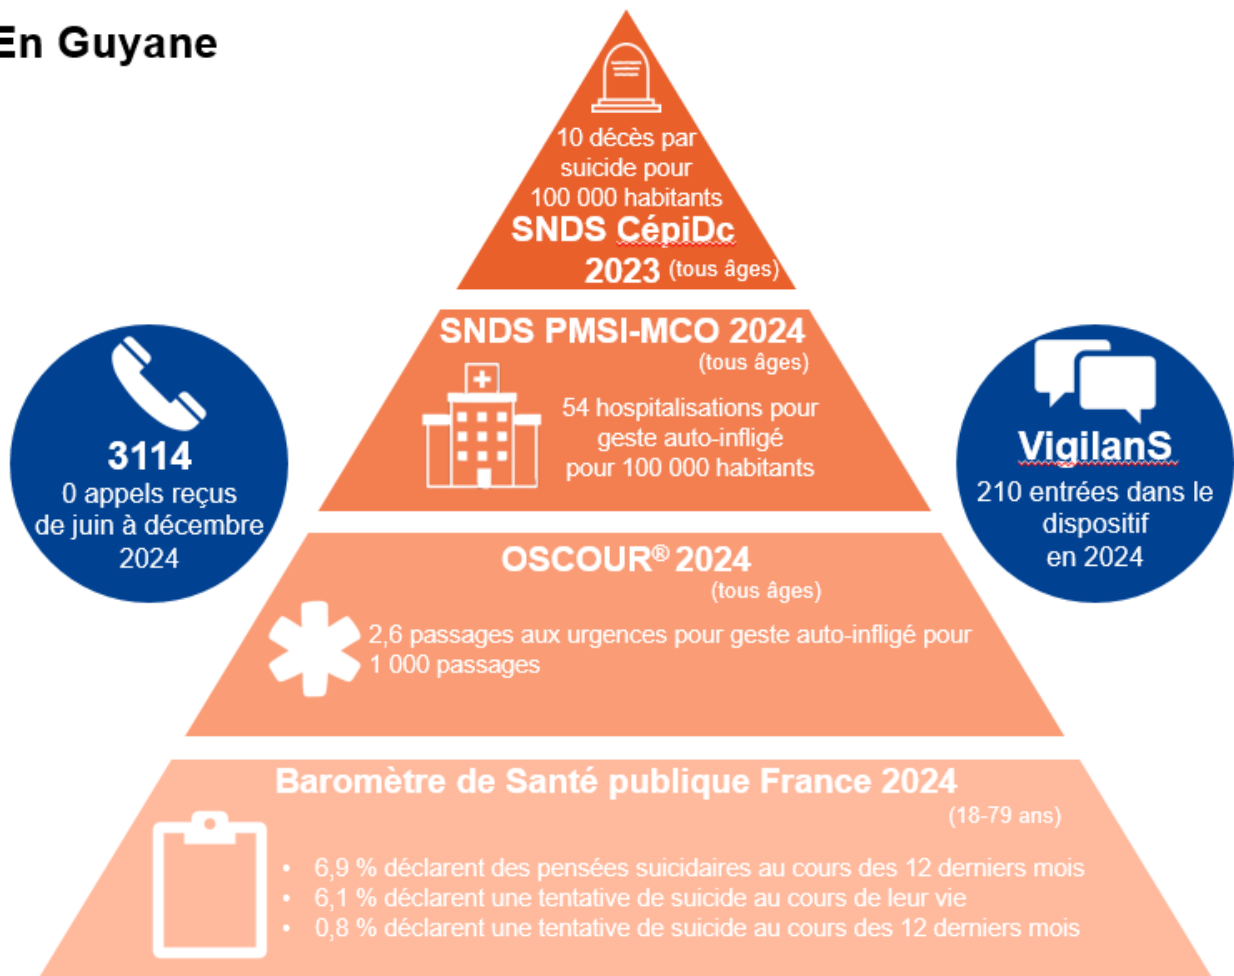 En Guyane
10 décès par
suicide pour
100 000 habitants
SNDS CépiDc
2023 (tous âges)
SNDS PMSI-MCO 2024
(tous âges)
54 hospitalisations pour
geste auto-infligé
pour 100 000 habitants
3114
0 appels reçus
de juin à décembre
2024
VigilanS
210 entrées dans le
dispositif
en 2024
OSCOUR® 2024
(tous âges)
2,6 passages aux urgences pour geste auto-infligé pour
1 000 passages
Baromètre de Santé publique France 2024
(18-79 ans)
• 6,9 % déclarent des pensées suicidaires au cours des 12 derniers mois
• 6,1 % déclarent une tentative de suicide au cours de leur vie
• 0,8 % déclarent une tentative de suicide au cours des 12 derniers mois